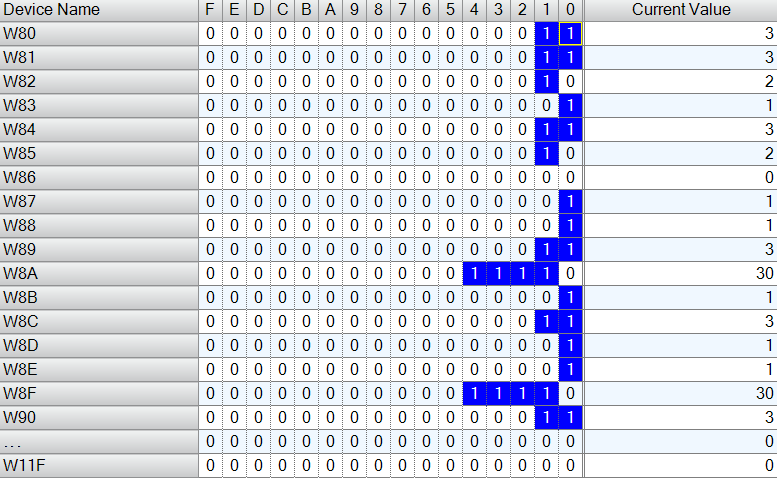 Device Name F E D C B A 9 8 7 6 5 4 3 2 1 0 Current Value
W80 0 0 0 0 0 0 0 0 0 0 0 0 0 0 1 1 3
W81 0 0 0 0 0 0 0 0 0 0 0 0 0 0 1 1 3
W82 0 0 0 0 0 0 0 0 0 0 0 0 0 0 1 0 2
W83 0 0 0 0 0 0 0 0 0 0 0 0 0 0 0 1 1
W84 0 0 0 0 0 0 0 0 0 0 0 0 0 0 1 1 3
W85 0 0 0 0 0 0 0 0 0 0 0 0 0 0 1 0 2
W86 0 0 0 0 0 0 0 0 0 0 0 0 0 0 0 0 0
W87 0 0 0 0 0 0 0 0 0 0 0 0 0 0 0 1 1
W88 0 0 0 0 0 0 0 0 0 0 0 0 0 0 0 1 1
W89 0 0 0 0 0 0 0 0 0 0 0 0 0 0 1 1 3
W8A 0 0 0 0 0 0 0 0 0 0 0 1 1 1 1 0 30
W8B 0 0 0 0 0 0 0 0 0 0 0 0 0 0 0 1 1
W8C 0 0 0 0 0 0 0 0 0 0 0 0 0 0 1 1 3
W8D 0 0 0 0 0 0 0 0 0 0 0 0 0 0 0 1 1
W8E 0 0 0 0 0 0 0 0 0 0 0 0 0 0 0 1 1
W8F 0 0 0 0 0 0 0 0 0 0 0 1 1 1 1 0 30
W90 0 0 0 0 0 0 0 0 0 0 0 0 0 0 1 1 3
... 0 0 0 0 0 0 0 0 0 0 0 0 0 0 0 0 0
W11F 0 0 0 0 0 0 0 0 0 0 0 0 0 0 0 0 0